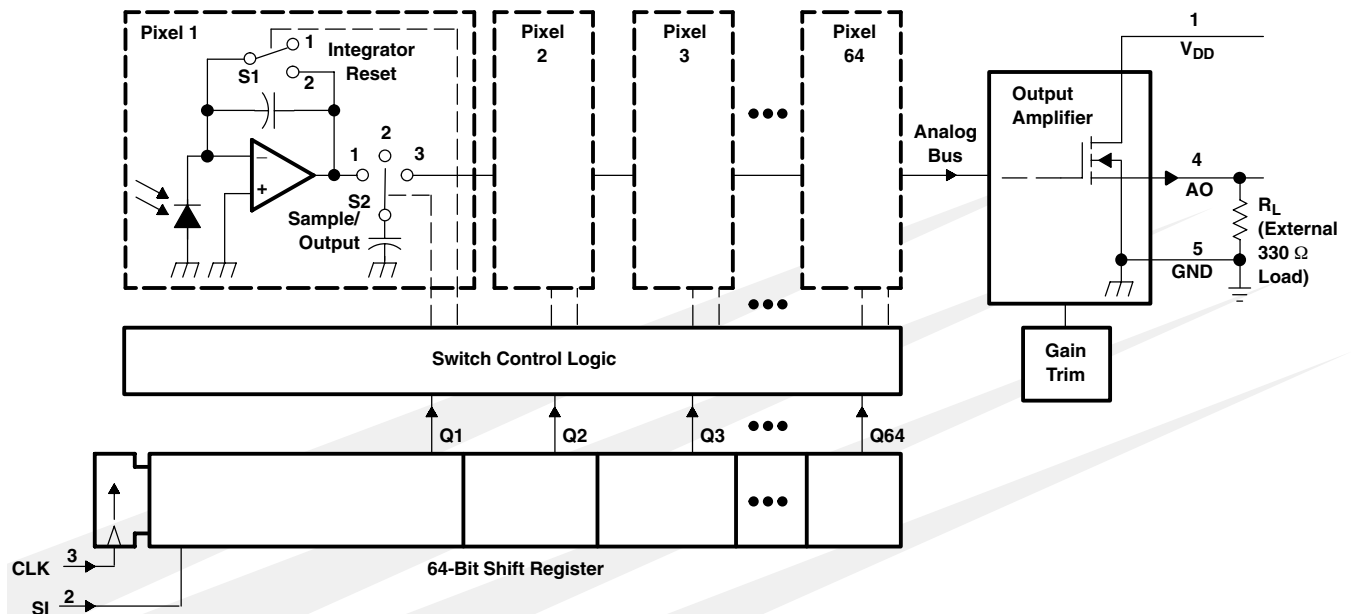 Pixel 1
1
Integrator
Reset
S1
2
1
2
3
S2
Sample/
Output
−
+
Pixel
2
Pixel
3
Pixel
64
Analog
Bus
Output
Amplifier
1
VDD
4
AO
RL
(External
330 Ω
Load)
5
GND
Gain
Trim
Switch Control Logic
Q1
Q2
Q3
Q64
CLK
3
SI
2
64-Bit Shift Register